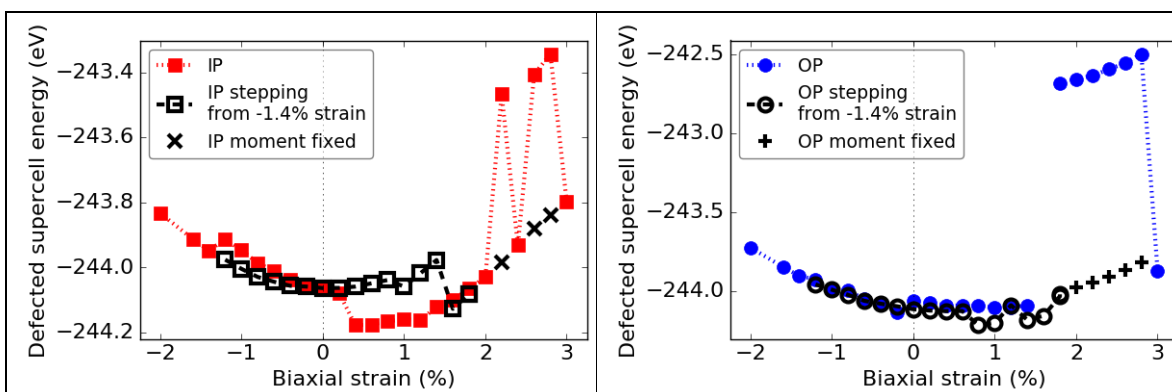 Defected supercell energy (eV)
−243.4
−243.6
−243.8
−244.0
−244.2
IP
IP stepping
from -1.4% strain
IP moment fixed
−2
−1
0
1
2
3
Biaxial strain (%)
Defected supercell energy (eV)
−242.5
−243.0
−243.5
−244.0
OP
OP stepping
from -1.4% strain
OP moment fixed
−2
−1
0
1
2
3
Biaxial strain (%)